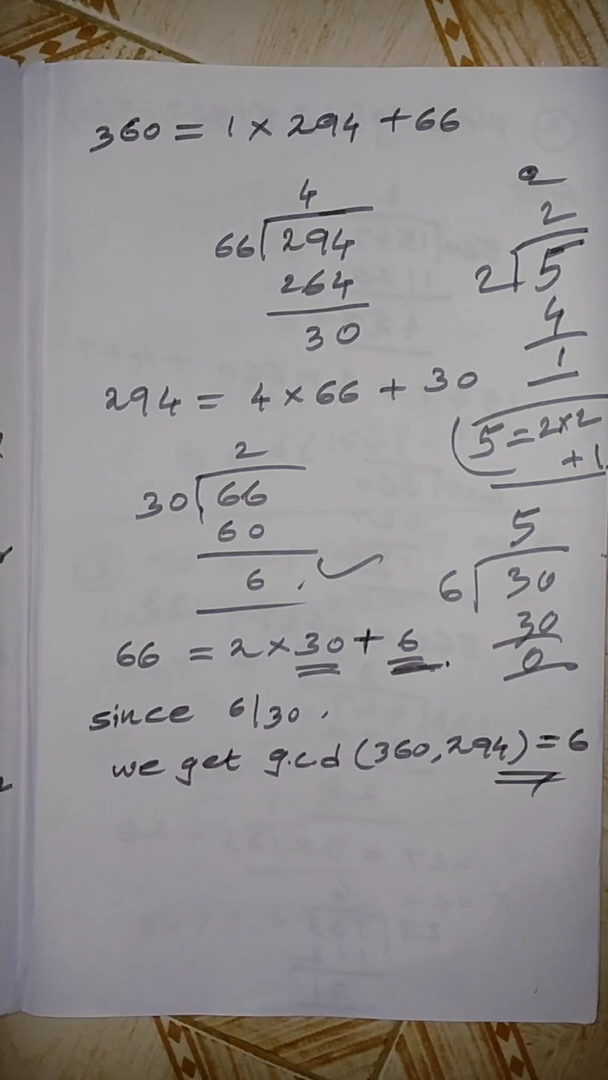 360 = 1 × 294 + 66
4
66 294
264
30
294 = 4 × 66 + 30
2
2 5
4
1
5 = 2×2
+ 1
2
30 66
60
6
5
6 30
30
0
66 = 2 × 30 + 6.
since 6/30.
we get g.c.d (360, 294) = 6